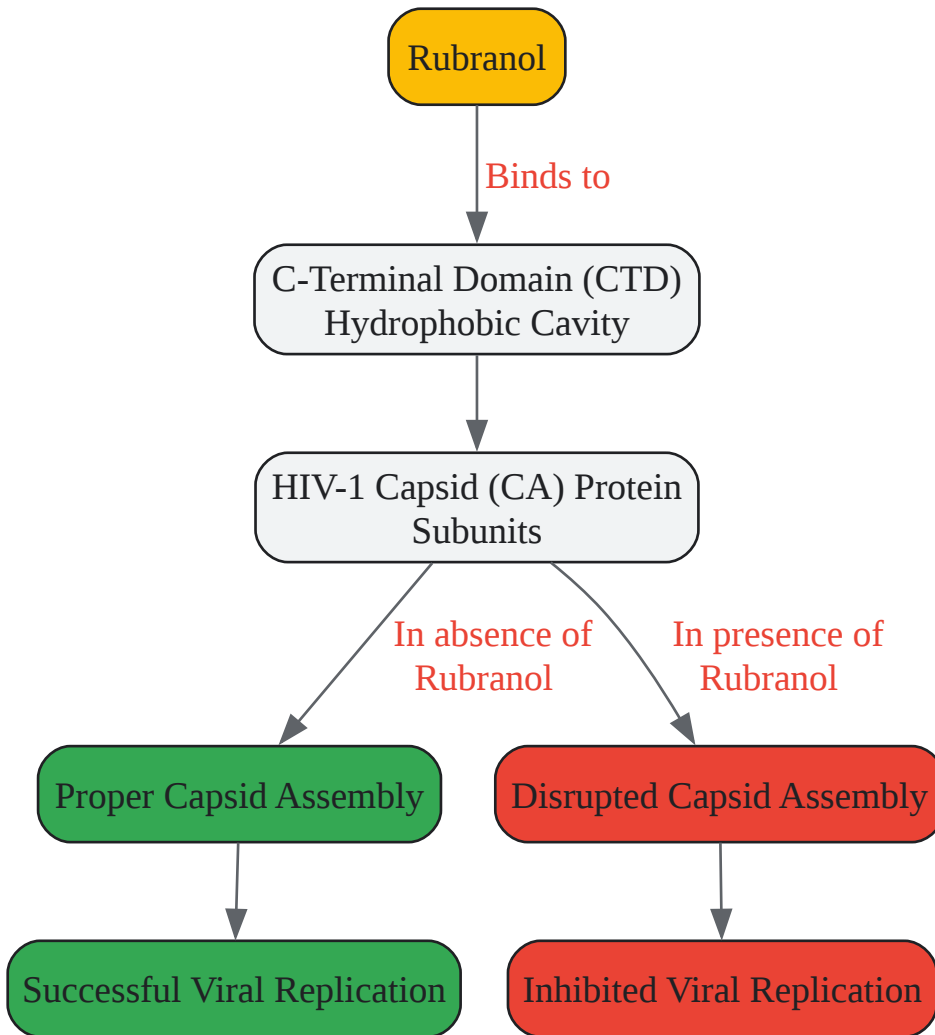 Rubranol
Binds to
C-Terminal Domain (CTD)
Hydrophobic Cavity
HIV-1 Capsid (CA) Protein
Subunits
In absence of
Rubranol
In presence of
Rubranol
Proper Capsid Assembly
Disrupted Capsid Assembly
Successful Viral Replication
Inhibited Viral Replication